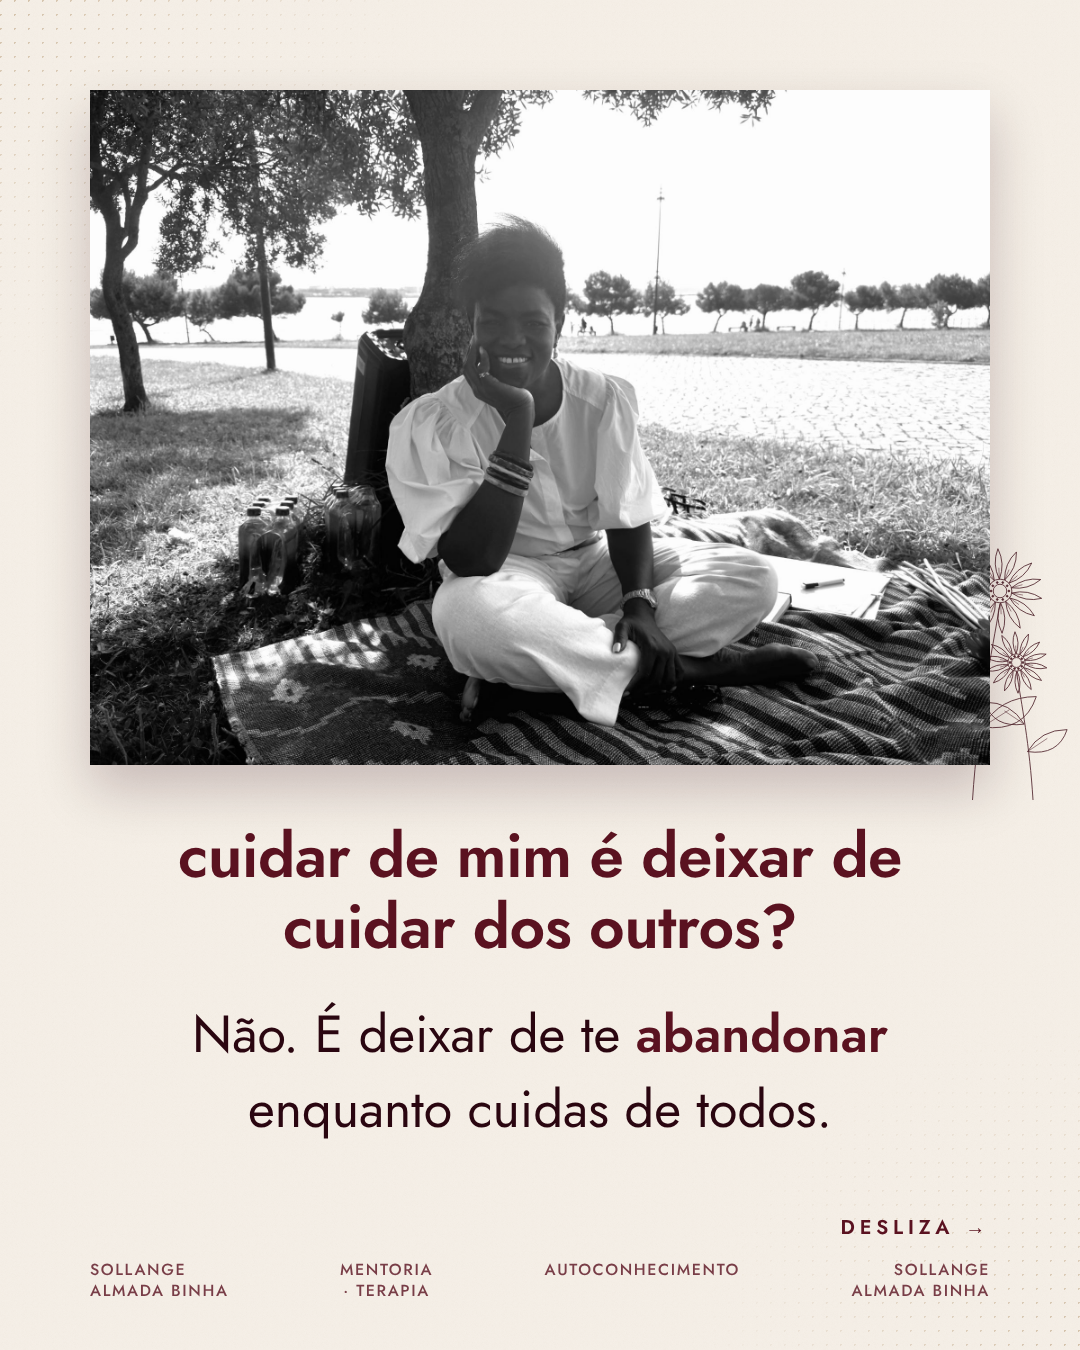 cuidar de mim é deixar de
cuidar dos outros?
Não. É deixar de te abandonar
enquanto cuidas de todos.
DESLIZA →
SOLLANGE
ALMADA BINHA
MENTORIA
· TERAPIA
AUTOCONHECIMENTO
SOLLANGE
ALMADA BINHA